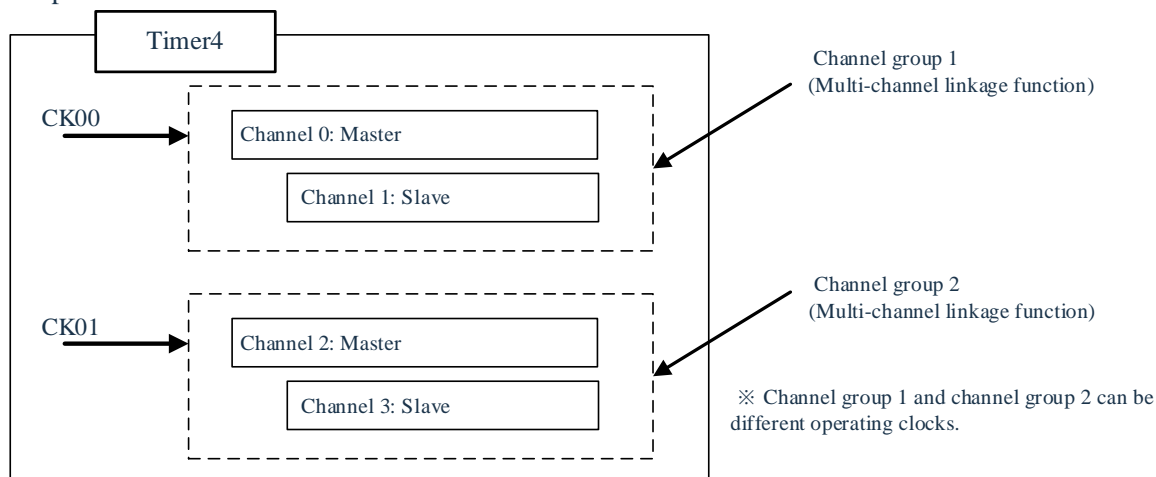 Timer4
Channel group 1
(Multi-channel linkage function)
CK00
Channel 0: Master
Channel 1: Slave
Channel group 2
(Multi-channel linkage function)
CK01
Channel 2: Master
Channel 3: Slave
※ Channel group 1 and channel group 2 can be
different operating clocks.